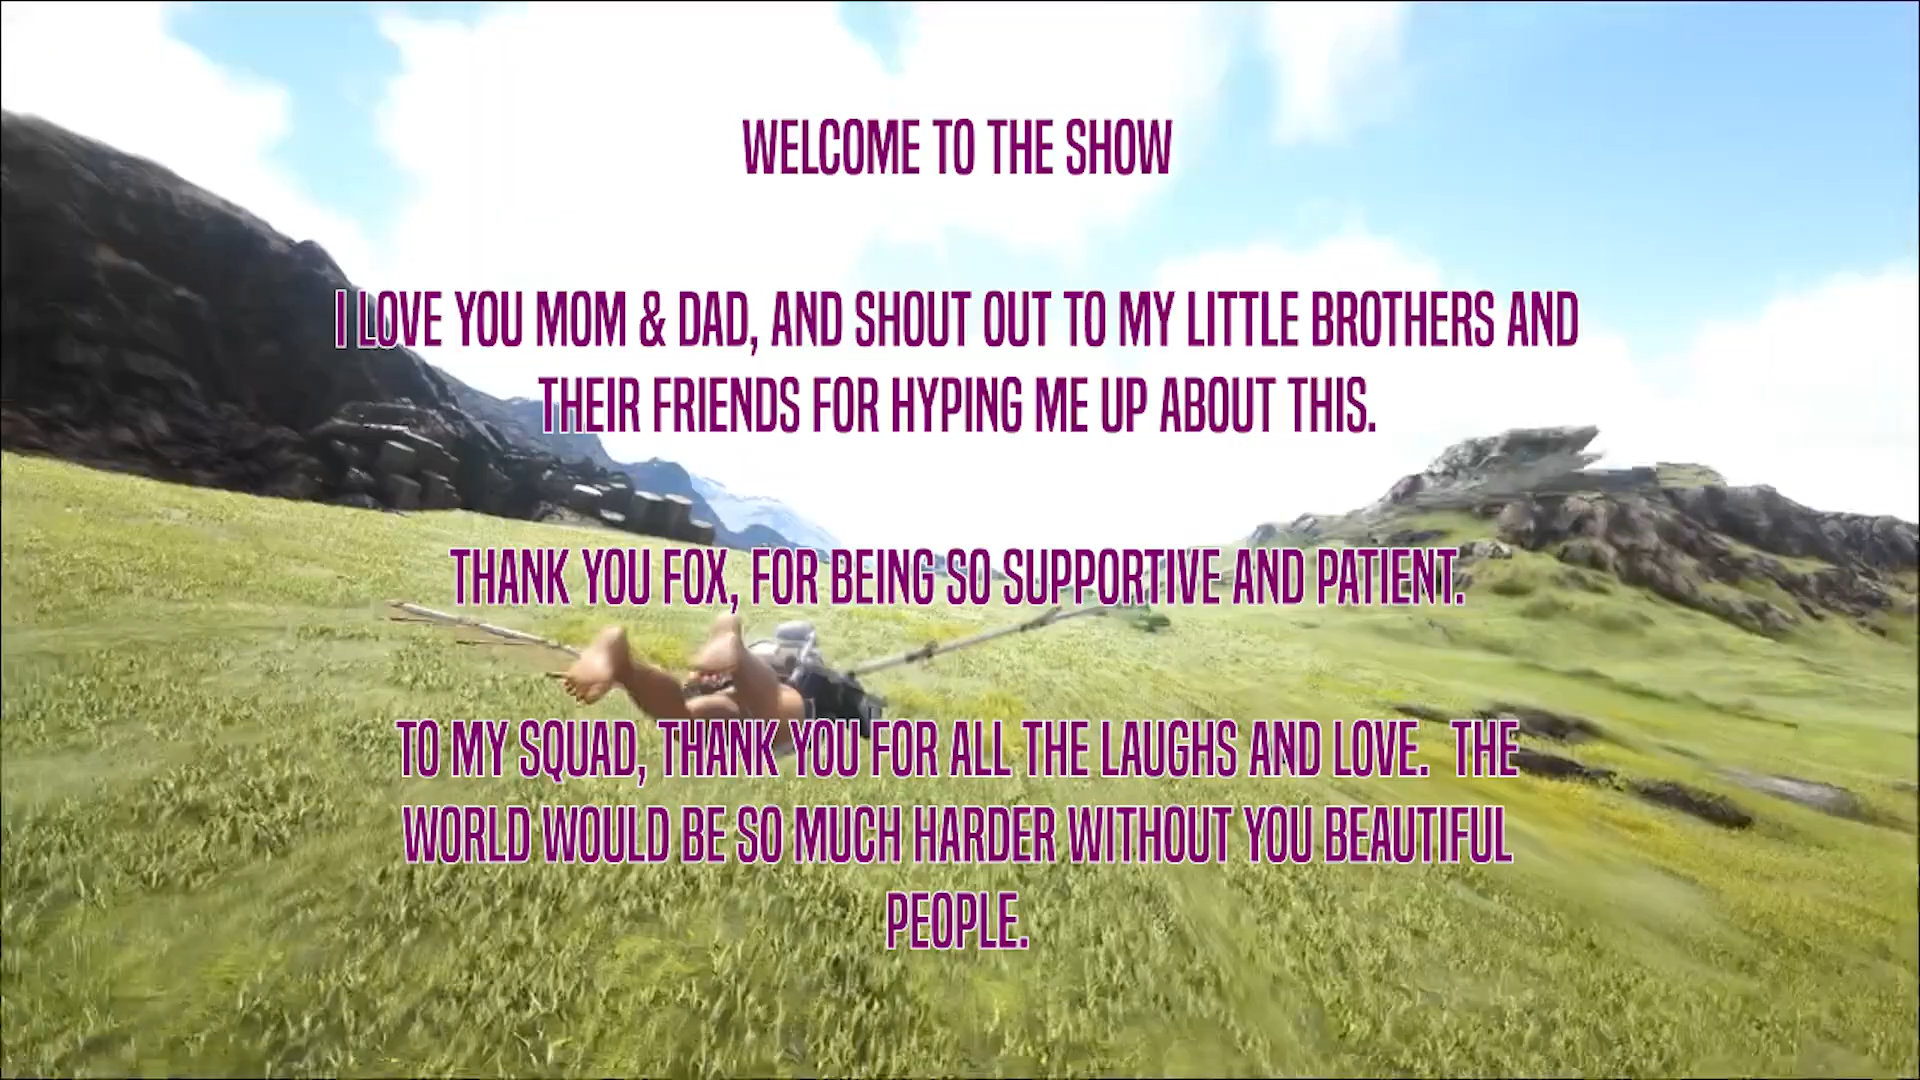 WELCOME TO THE SHOW
I LOVE YOU MOM & DAD, AND SHOUT OUT TO MY LITTLE BROTHERS AND
THEIR FRIENDS FOR HYPING ME UP ABOUT THIS.
THANK YOU FOX, FOR BEING SO SUPPORTIVE AND PATIENT.
TO MY SQUAD, THANK YOU FOR ALL THE LAUGHS AND LOVE.  THE
WORLD WOULD BE SO MUCH HARDER WITHOUT YOU BEAUTIFUL
PEOPLE.